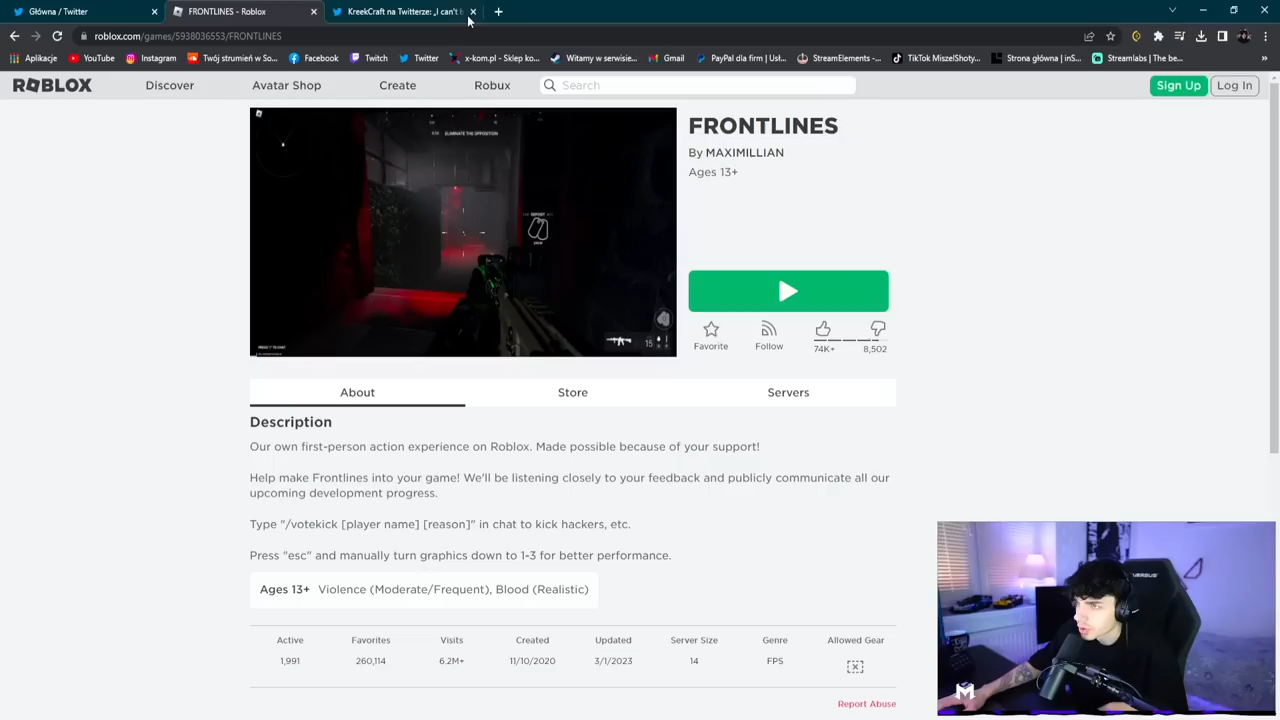 Główna / Twitter
FRONTLINES - Roblox
KreekCraft na Twitterze: „I can't b
roblox.com/games/5938036553/FRONTLINES
Aplikacje YouTube Instagram Twój strumień w So... Facebook Twitch Twitter x-kom.pl - Sklep ko... Witamy w serwisie... Gmail PayPal dla firm | Usł... StreamElements -... TikTok MiszelShoty... Strona główna | inS... Streamlabs | The be... »
ROBLOX Discover Avatar Shop Create Robux Search Sign Up Log In
ELIMINATE THE OPPOSITION
15
FRONTLINES
By MAXIMILLIAN
Ages 13+
Favorite Follow 74K+ 8,502
About Store Servers
Description
Our own first-person action experience on Roblox. Made possible because of your support!
Help make Frontlines into your game! We'll be listening closely to your feedback and publicly communicate all our
upcoming development progress.
Type "/votekick [player name] [reason]" in chat to kick hackers, etc.
Press "esc" and manually turn graphics down to 1-3 for better performance.
Ages 13+ Violence (Moderate/Frequent), Blood (Realistic)
Active Favorites Visits Created Updated Server Size Genre Allowed Gear
1,991 260,114 6.2M+ 11/10/2020 3/1/2023 14 FPS
Report Abuse
VERSUS
M